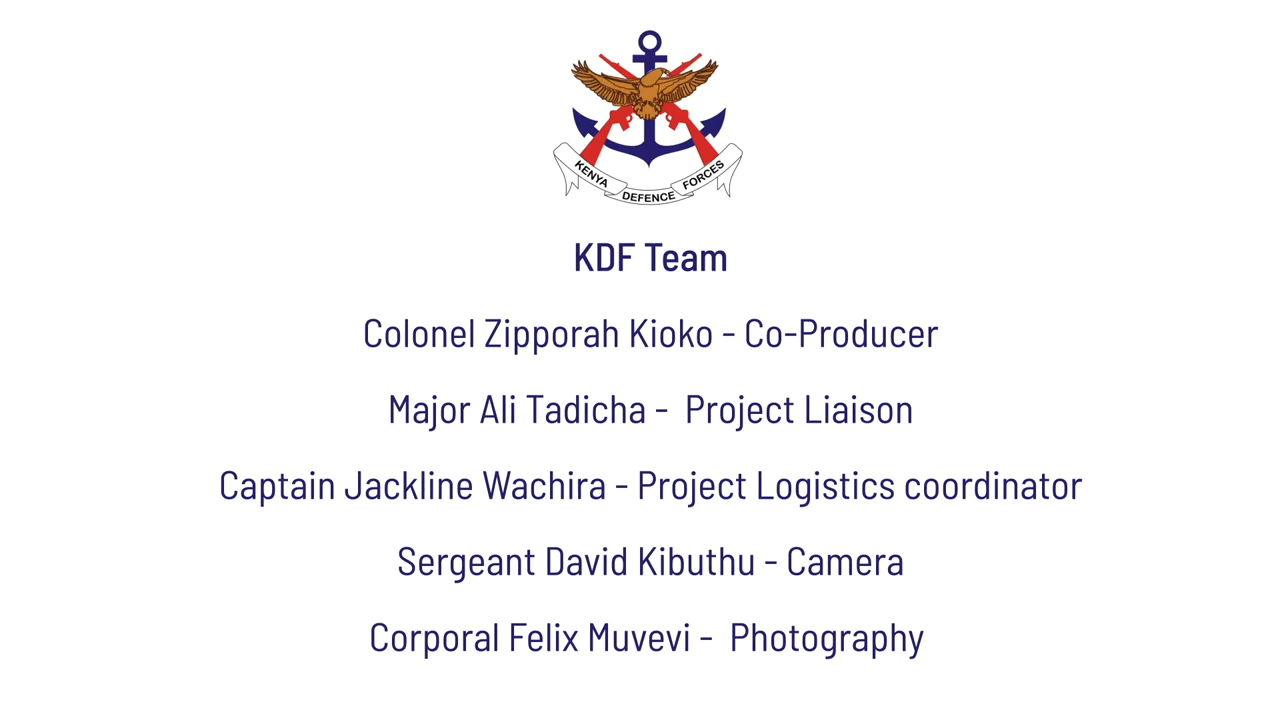 KENYA DEFENCE FORCES
KDF Team
Colonel Zipporah Kioko - Co-Producer
Major Ali Tadicha - Project Liaison
Captain Jackline Wachira - Project Logistics coordinator
Sergeant David Kibuthu - Camera
Corporal Felix Muvevi - Photography